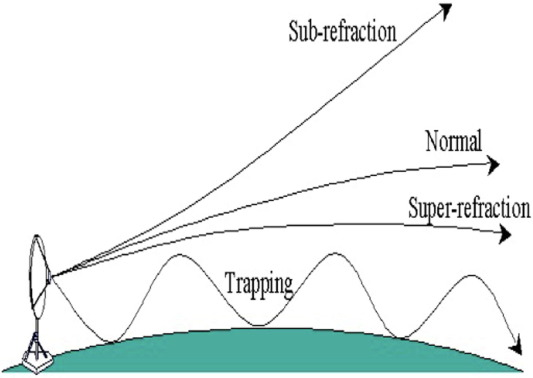 Sub-refraction
Normal
Super-refraction
Trapping